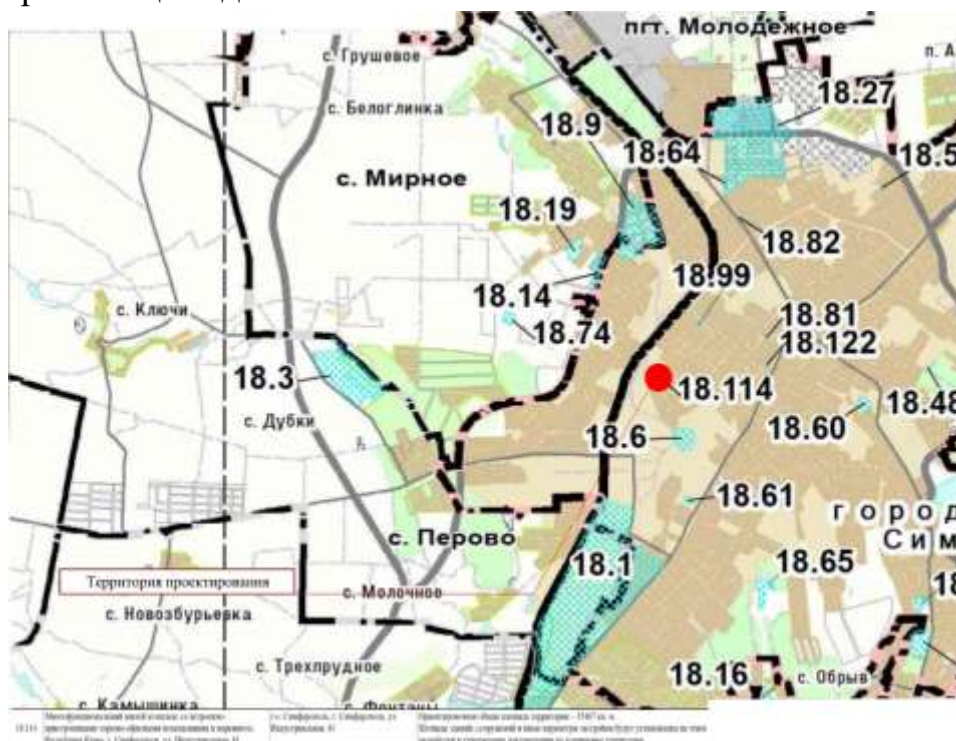 пгт. Молодежное
с. Грушевое
п. А
18.27
с. Белоглинка
18.9
18.64
18.5
с. Мирное
18.19
18.82
18.99
18.14
с. Ключи
18.81
18.74
18.122
18.3
18.114
18.48
с. Дубки
18.6
18.60
18.61
город
с. Перово
Сим
18.1
18.65
Территория проектирования
с. Молочное
18
с. Новозбурьевка
с. Трехпрудное
18.16
с. Обрыв
с. Камышинка
с. Фонтаны